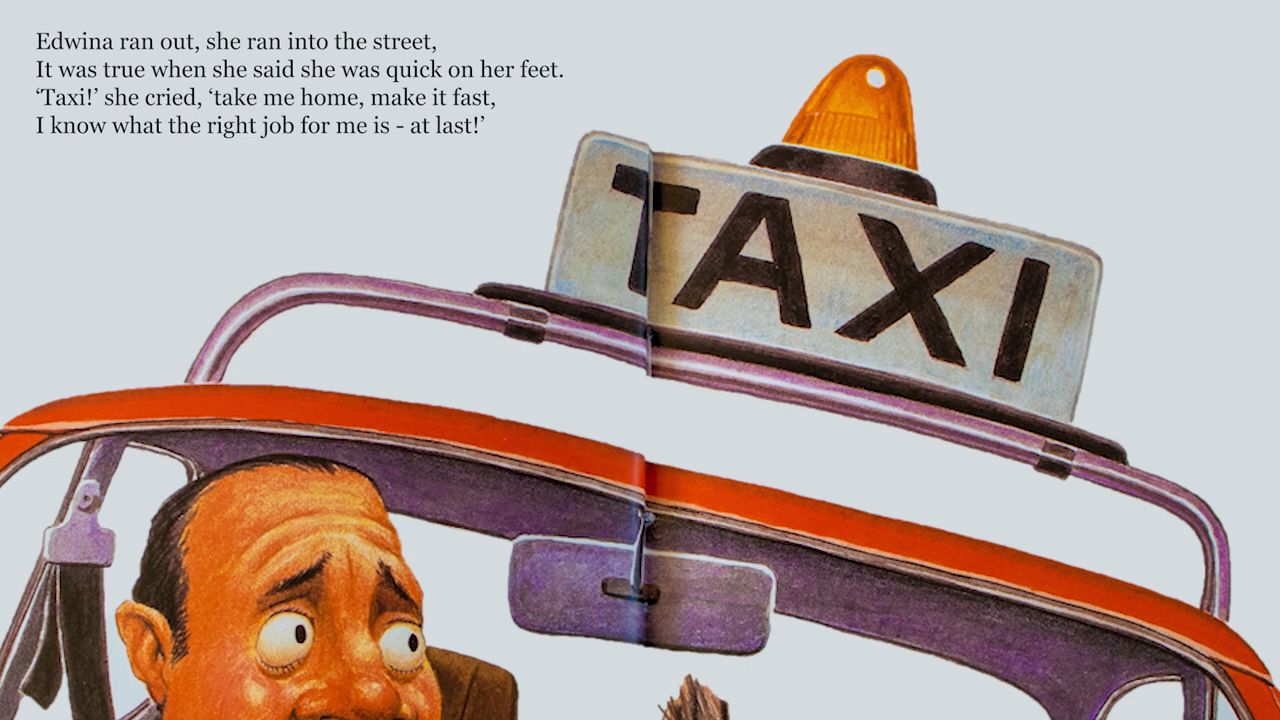 Edwina ran out, she ran into the street,
It was true when she said she was quick on her feet.
‘Taxi!’ she cried, ‘take me home, make it fast,
I know what the right job for me is - at last!’
TAXI